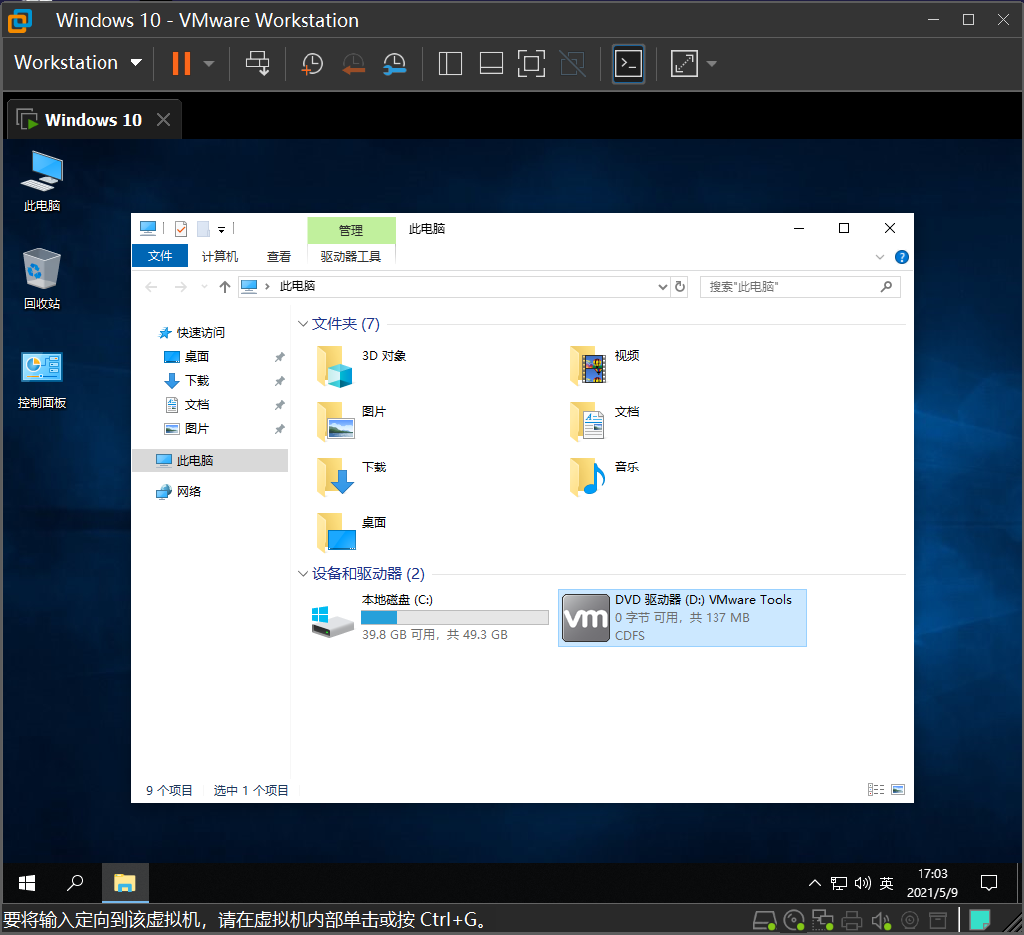 Windows 10 - VMware Workstation
Workstation
Windows 10
此电脑
回收站
控制面板
管理
此电脑
文件
计算机
查看
驱动器工具
此电脑
搜索"此电脑"
快速访问
桌面
下载
文档
图片
此电脑
网络
文件夹 (7)
3D 对象
视频
图片
文档
下载
音乐
桌面
设备和驱动器 (2)
本地磁盘 (C:)
39.8 GB 可用，共 49.3 GB
vm
DVD 驱动器 (D:) VMware Tools
0 字节 可用，共 137 MB
CDFS
9 个项目
选中 1 个项目
英
17:03
2021/5/9
要将输入定向到该虚拟机，请在虚拟机内部单击或按 Ctrl+G。